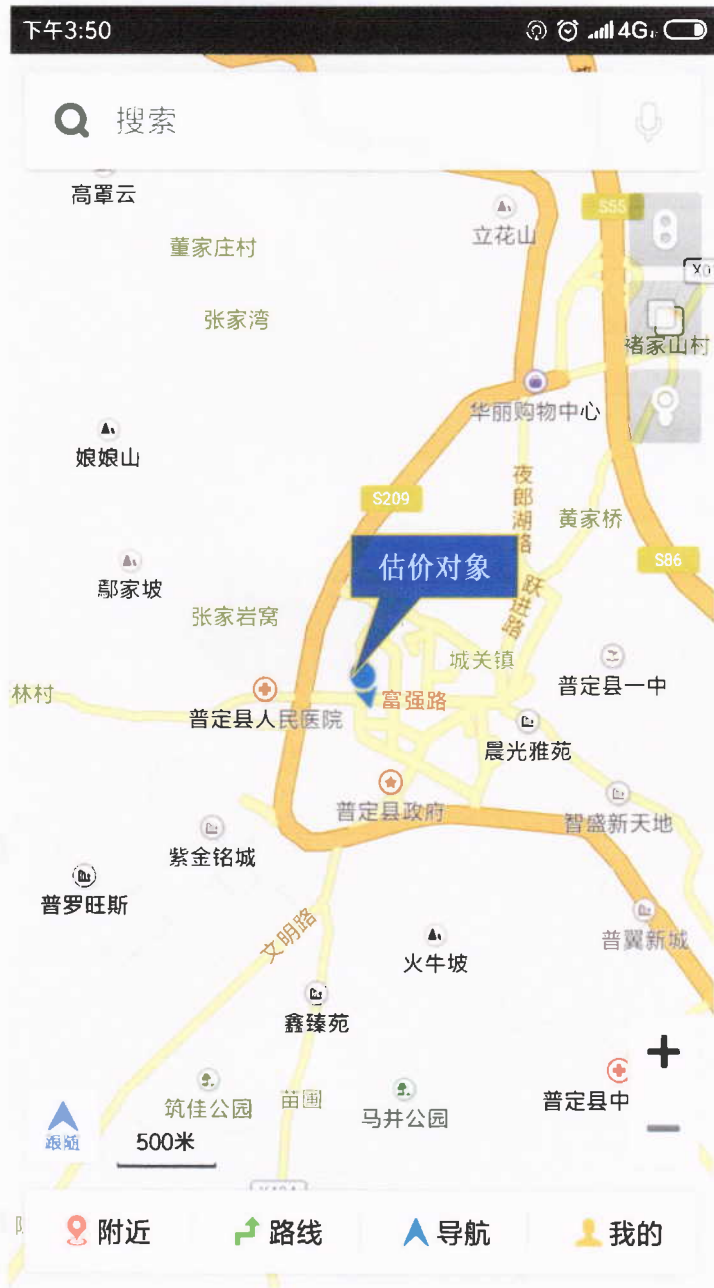 下午3:50
4G
搜索
高罩云
立花山
S55
董家庄村
张家湾
褚家山村
华丽购物中心
娘娘山
夜郎湖路
S209
黄家桥
S86
估价对象
鄢家坡
跃进路
张家岩窝
城关镇
普定县一中
林村
富强路
普定县人民医院
晨光雅苑
普定县政府
智盛新天地
紫金铭城
普罗旺斯
文明路
普翼新城
火牛坡
鑫臻苑
筑佳公园
苗圃
马井公园
普定县中
跟随
500米
附近
路线
导航
我的